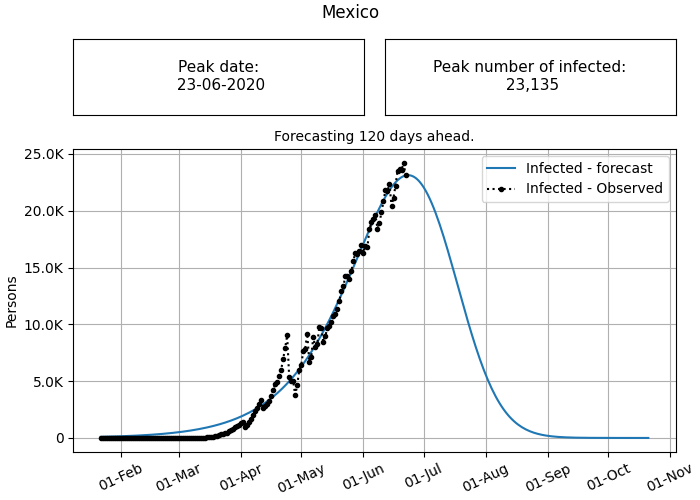 Mexico
Peak date:
23-06-2020
Peak number of infected:
23,135
Forecasting 120 days ahead.
25.0K
20.0K
15.0K
10.0K
5.0K
0
Persons
Infected - forecast
Infected - Observed
01-Feb
01-Mar
01-Apr
01-May
01-Jun
01-Jul
01-Aug
01-Sep
01-Oct
01-Nov